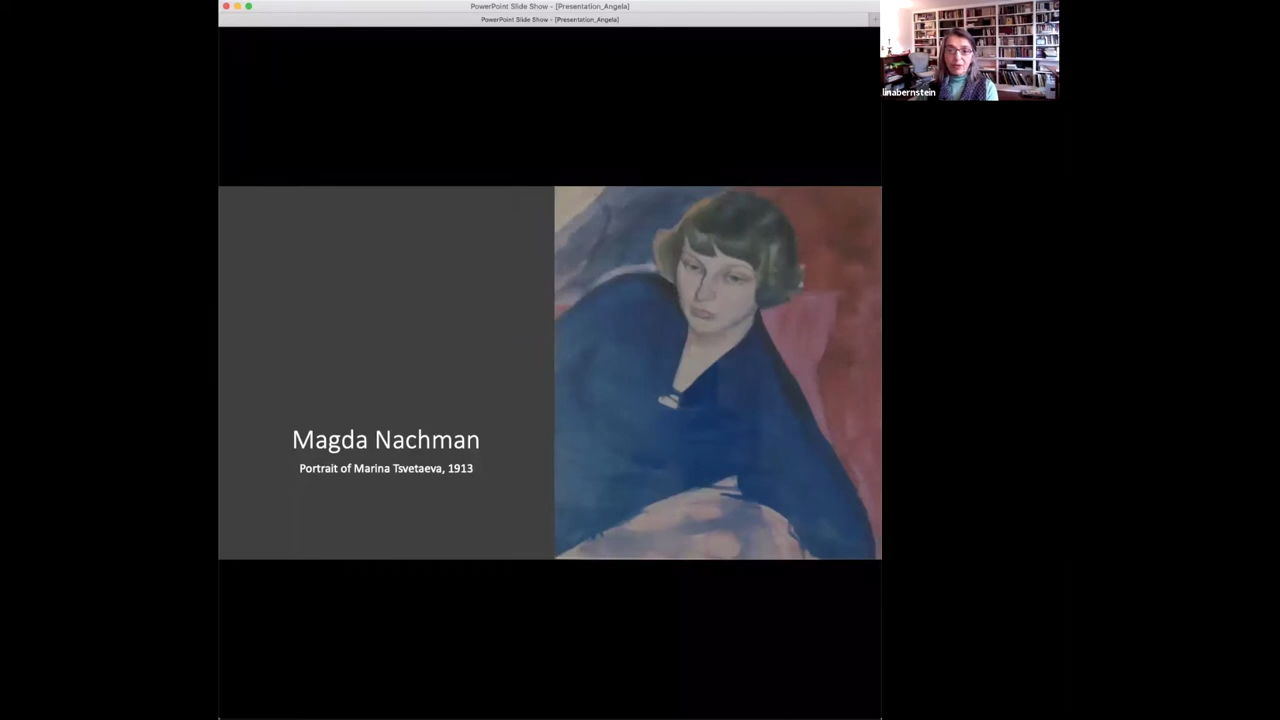 PowerPoint Slide Show - [Presentation_Angela]
PowerPoint Slide Show - [Presentation_Angela]
linabernstein
Magda Nachman
Portrait of Marina Tsvetaeva, 1913